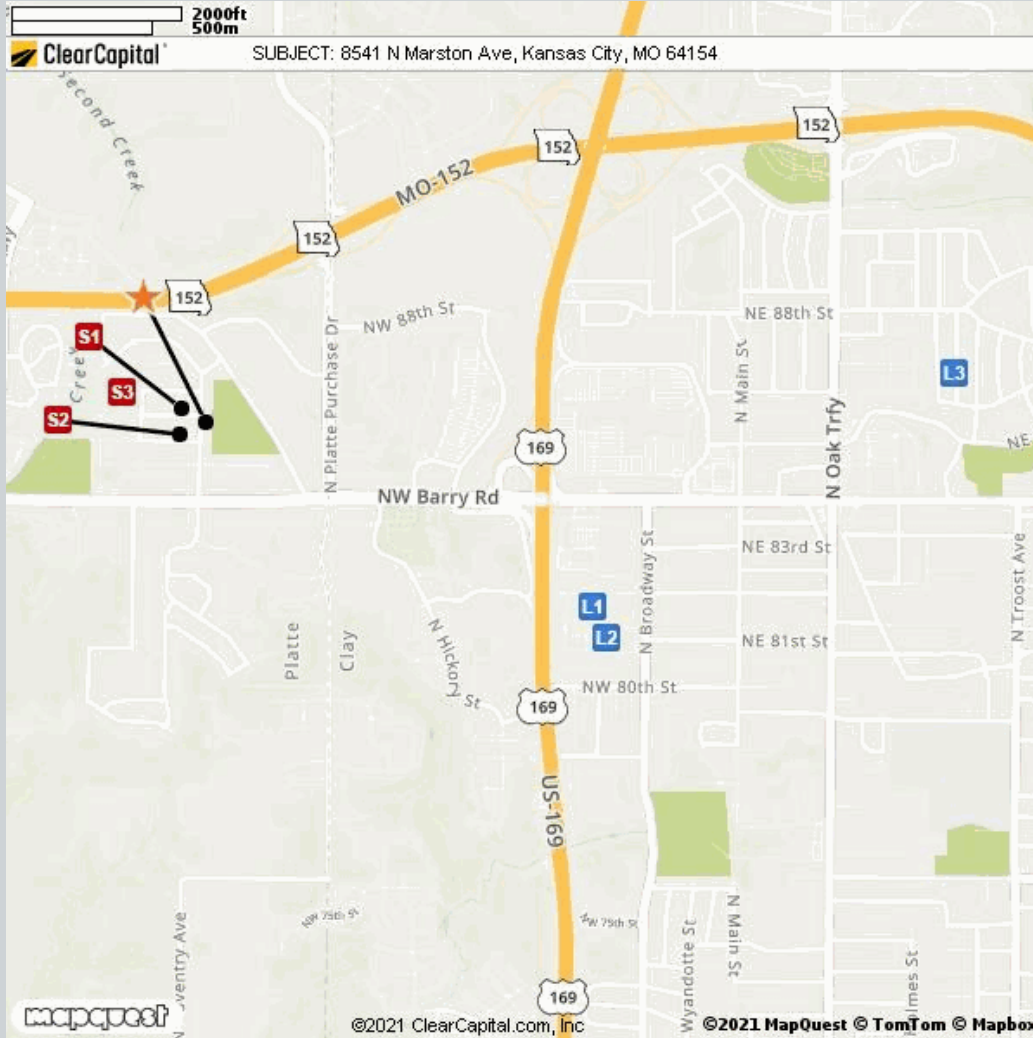 2000ft
500m
ClearCapital
SUBJECT: 8541 N Marston Ave, Kansas City, MO 64154
Second Creek
152
152
MO-152
152
152
NW 88th St
NE 88th St
S1
Creek
S3
S2
N Platte Purchase Dr
N Main St
L3
N Oak Trfy
169
NE
NW Barry Rd
NE 83rd St
N Broadway St
N Troost Ave
L1
L2
Platte
Clay
N Hickory St
NE 81st St
NW 80th St
169
US-169
NW 75th St
NW 75th St
N Main St
Wyandotte St
169
mapquest
©2021 ClearCapital.com, Inc
©2021 MapQuest © TomTom © Mapbox